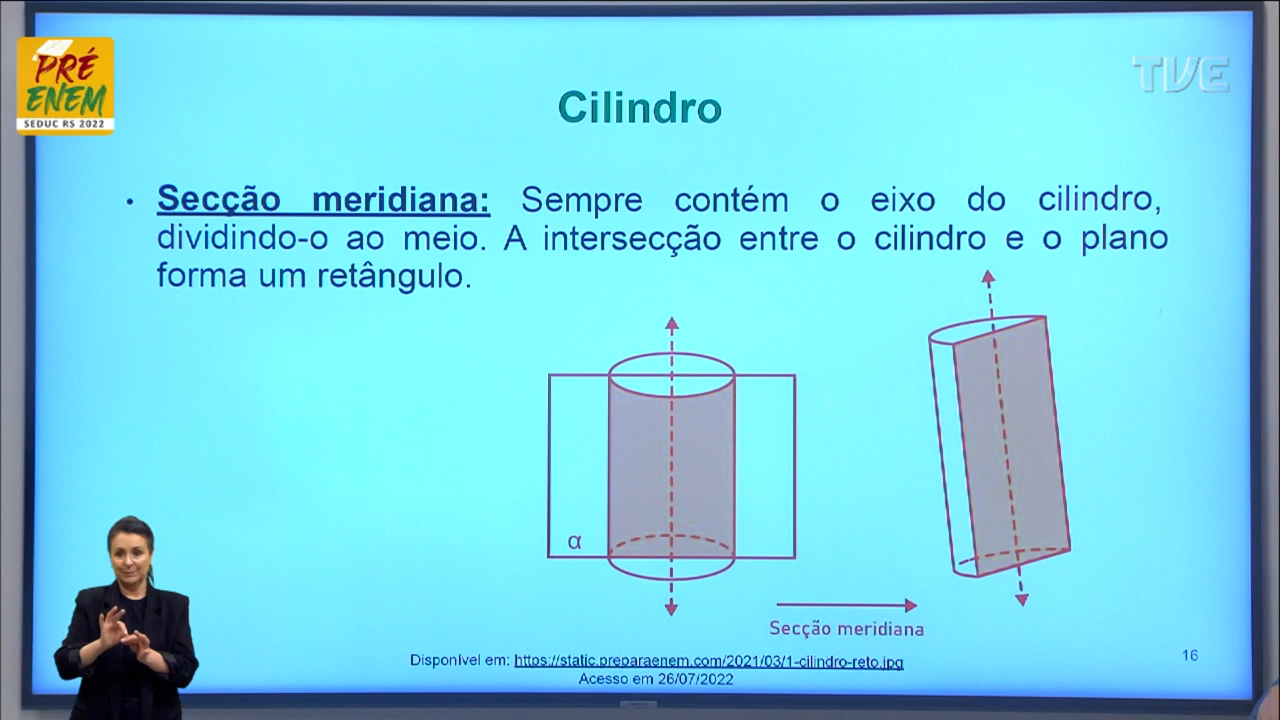 PRÉ
ENEM
SEDUC RS 2022
TVE
Cilindro
• Secção meridiana: Sempre contém o eixo do cilindro,
dividindo-o ao meio. A intersecção entre o cilindro e o plano
forma um retângulo.
α
Secção meridiana
Disponível em: https://static.preparaenem.com/2021/03/1-cilindro-reto.jpg
Acesso em 26/07/2022
16